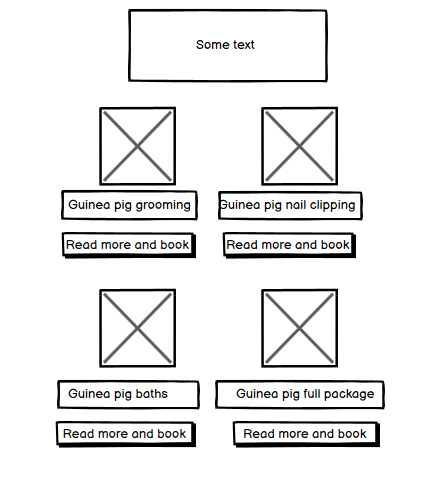 Some text
Guinea pig grooming
Guinea pig nail clipping
Read more and book
Read more and book
Guinea pig baths
Guinea pig full package
Read more and book
Read more and book